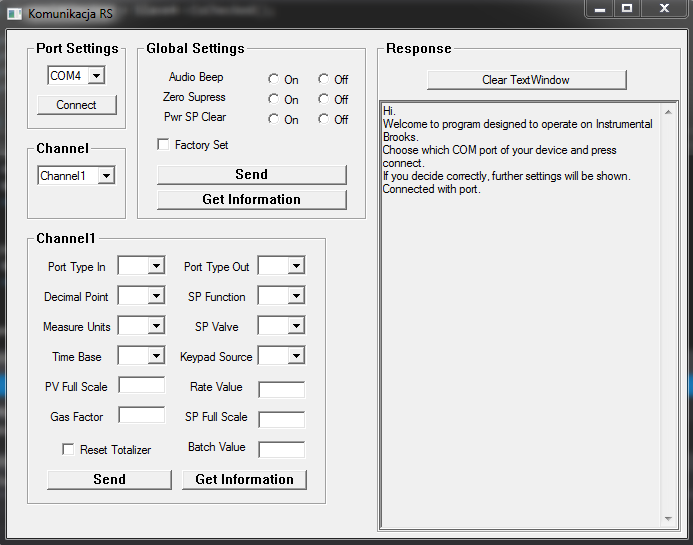 Komunikacja RS
Port Settings
COM4
Connect
Channel
Channel1
Global Settings
Audio Beep On Off
Zero Supress On Off
Pwr SP Clear On Off
Factory Set
Send
Get Information
Channel1
Port Type In Port Type Out
Decimal Point SP Function
Measure Units SP Valve
Time Base Keypad Source
PV Full Scale Rate Value
Gas Factor SP Full Scale
Reset Totalizer Batch Value
Send Get Information
Response
Clear TextWindow
Hi.
Welcome to program designed to operate on Instrumental
Brooks.
Choose which COM port of your device and press
connect.
If you decide correctly, further settings will be shown.
Connected with port.